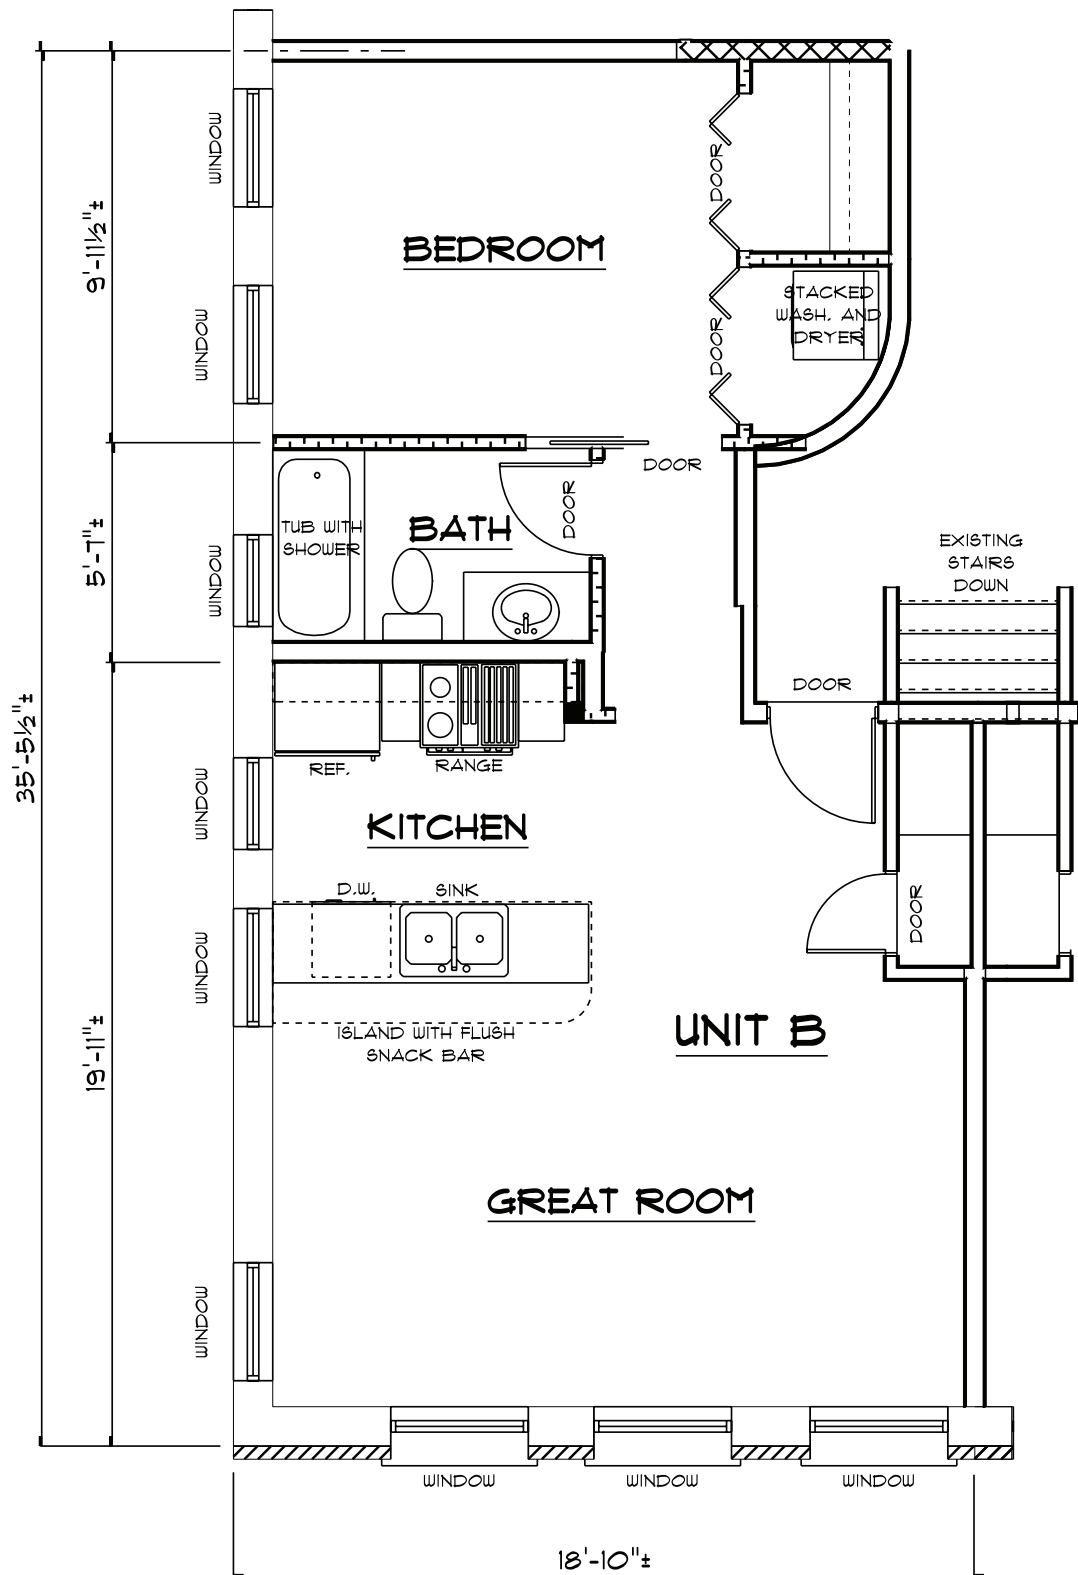 WINDOW
9'-11½"±
BEDROOM
DOOR
STACKED
WASH. AND
DRYER
WINDOW
DOOR
DOOR
5'-7"±
WINDOW
TUB WITH
SHOWER
BATH
DOOR
EXISTING
STAIRS
DOWN
DOOR
35'-5½"±
REF.
RANGE
WINDOW
KITCHEN
D.W.
SINK
DOOR
WINDOW
ISLAND WITH FLUSH
SNACK BAR
UNIT B
19'-11"±
GREAT ROOM
WINDOW
WINDOW
WINDOW
WINDOW
18'-10"±